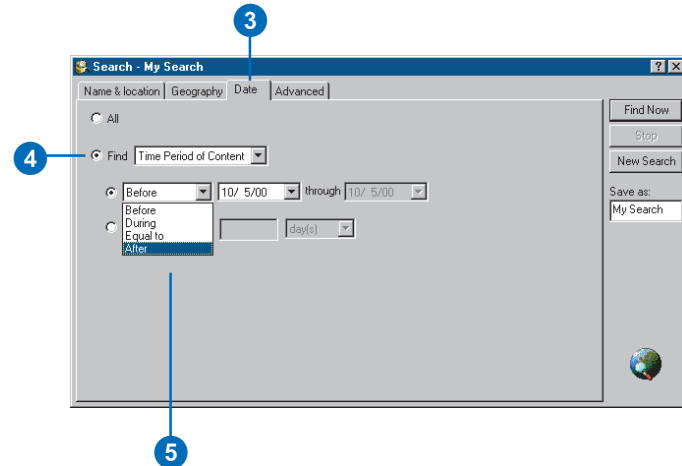 3
Search - My Search
Name & location Geography Date Advanced
All
Find Now
Stop
4
Find Time Period of Content
New Search
Before 10/ 5/00 through 10/ 5/00
Save as:
My Search
Before
During
Equal to
After
day(s)
5